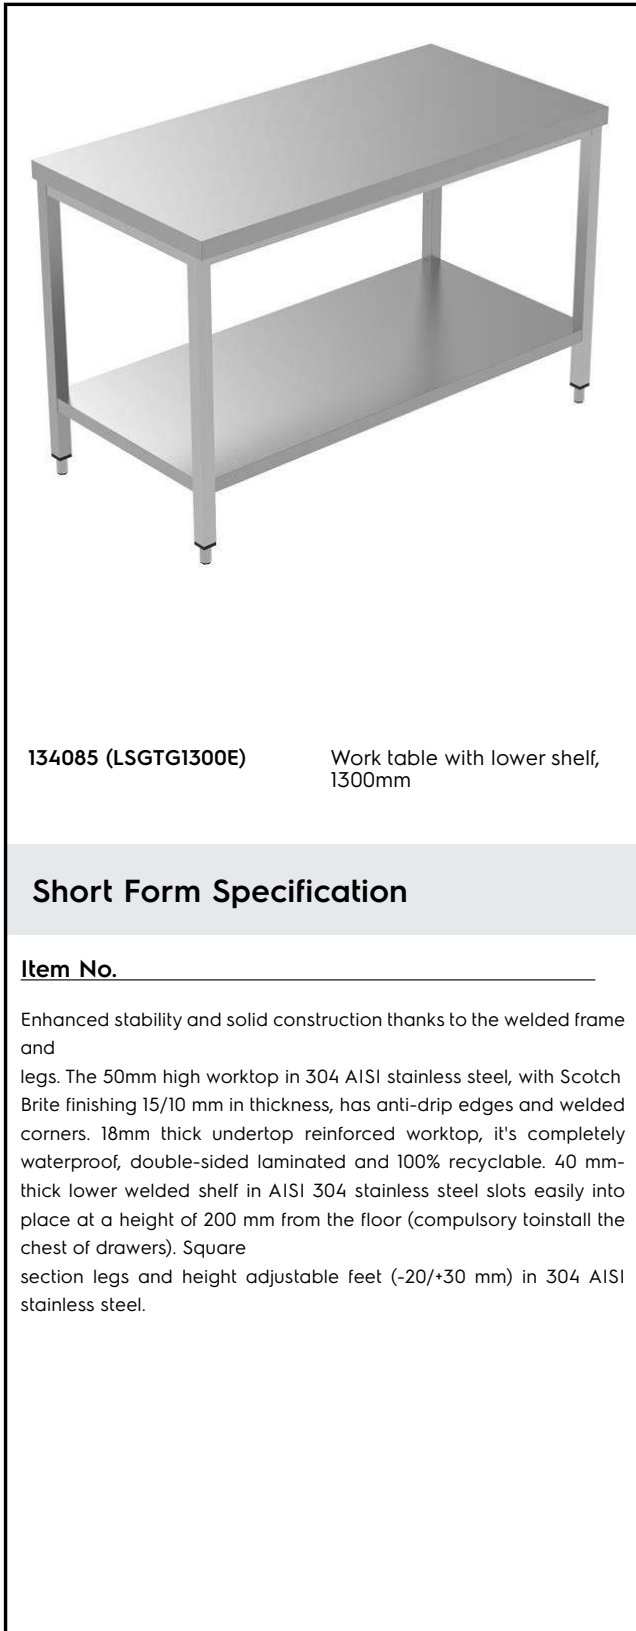 134085 (LSGTG1300E)
Work table with lower shelf,
1300mm
Short Form Specification
Item No.
Enhanced stability and solid construction thanks to the welded frame
and
legs. The 50mm high worktop in 304 AISI stainless steel, with Scotch
Brite finishing 15/10 mm in thickness, has anti-drip edges and welded
corners. 18mm thick undertop reinforced worktop, it's completely
waterproof, double-sided laminated and 100% recyclable. 40 mm-
thick lower welded shelf in AISI 304 stainless steel slots easily into
place at a height of 200 mm from the floor (compulsory toinstall the
chest of drawers). Square
section legs and height adjustable feet (-20/+30 mm) in 304 AISI
stainless steel.